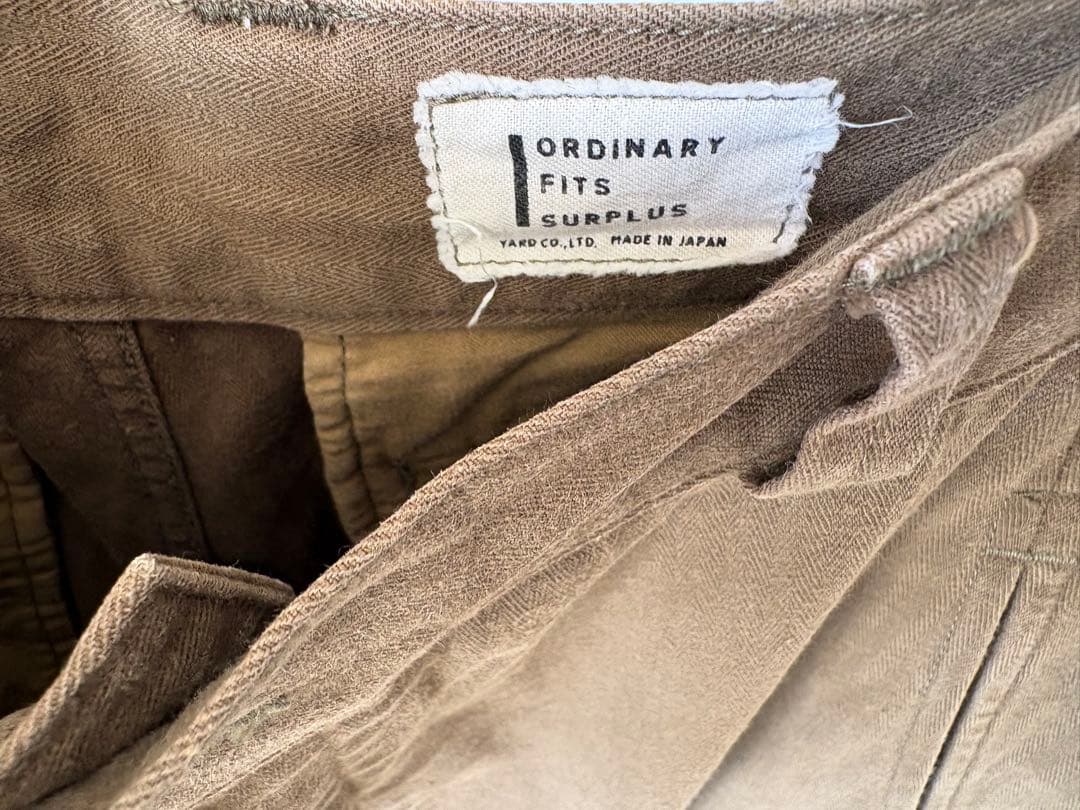 ORDINARY
FITS
SURPLUS
YARD CO.,LTD. MADE IN JAPAN